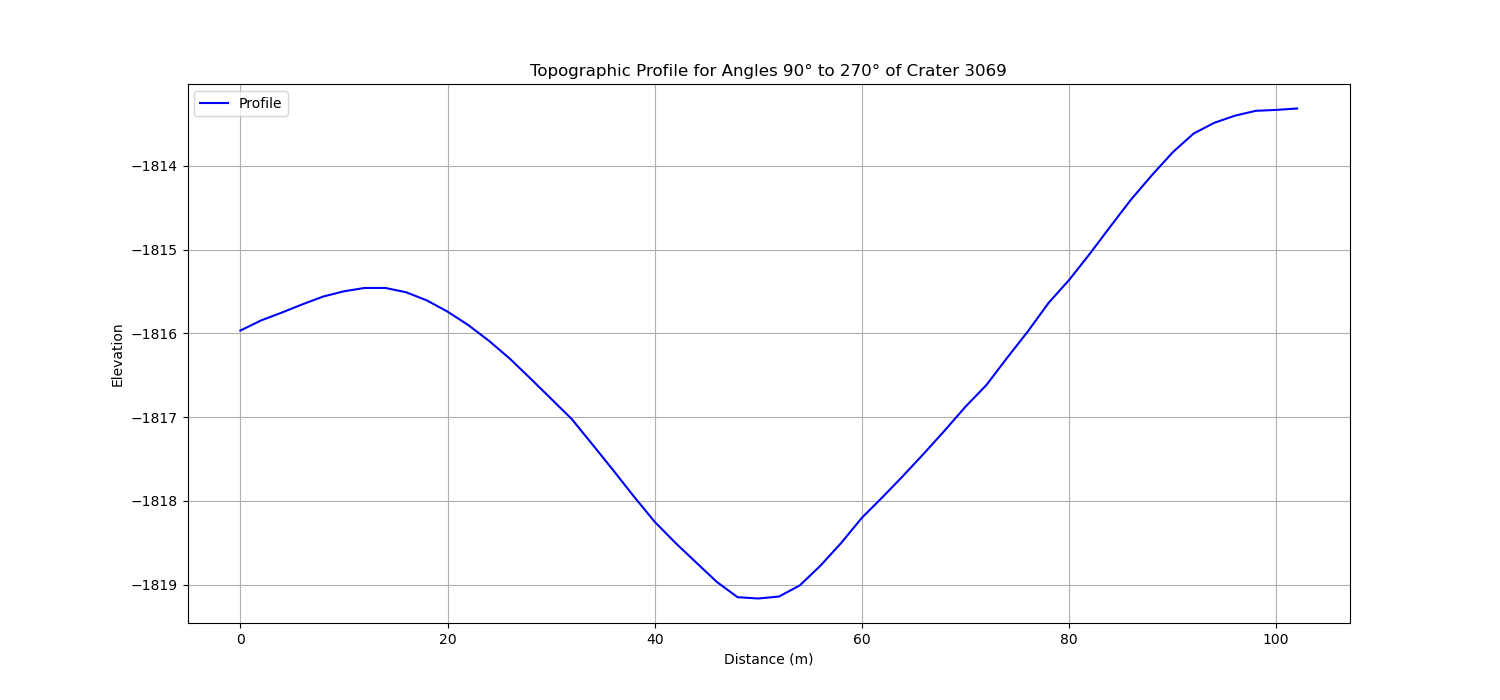 Topographic Profile for Angles 90° to 270° of Crater 3069
Profile
−1814
−1815
−1816
−1817
−1818
−1819
Elevation
0 20 40 60 80 100
Distance (m)